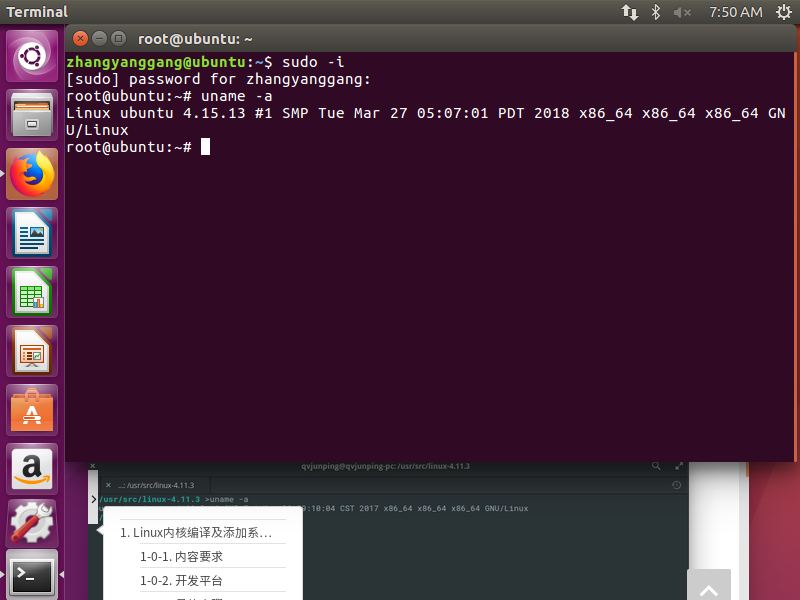 Terminal
7:50 AM
root@ubuntu: ~
zhangyanggang@ubuntu:~$ sudo -i
[sudo] password for zhangyanggang:
root@ubuntu:~# uname -a
Linux ubuntu 4.15.13 #1 SMP Tue Mar 27 05:07:01 PDT 2018 x86_64 x86_64 x86_64 GN
U/Linux
root@ubuntu:~#
qvjunping@qvjunping-pc: /usr/src/linux-4.11.3
...: /usr/src/linux-4.11.3
/usr/src/linux-4.11.3 >uname -a
:10:04 CST 2017 x86_64 x86_64 x86_64 GNU/Linux
1. Linux内核编译及添加系…
1-0-1. 内容要求
1-0-2. 开发平台